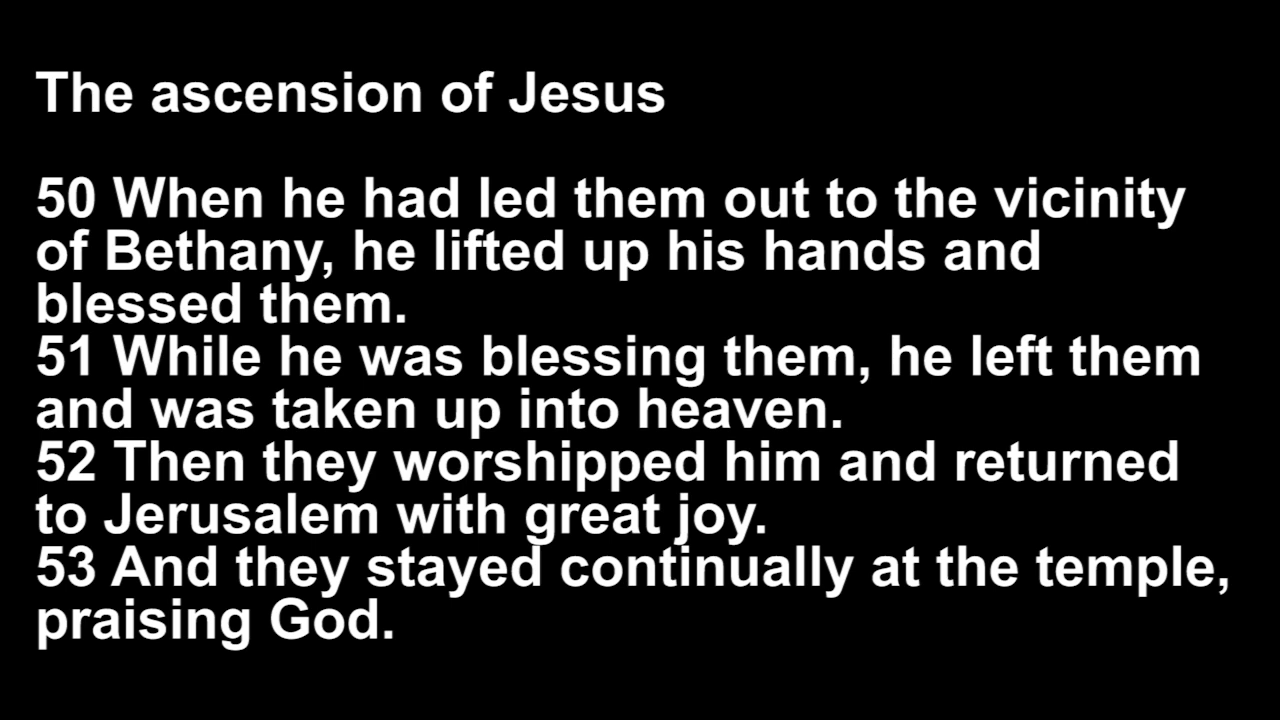 The ascension of Jesus
50 When he had led them out to the vicinity
of Bethany, he lifted up his hands and
blessed them.
51 While he was blessing them, he left them
and was taken up into heaven.
52 Then they worshipped him and returned
to Jerusalem with great joy.
53 And they stayed continually at the temple,
praising God.